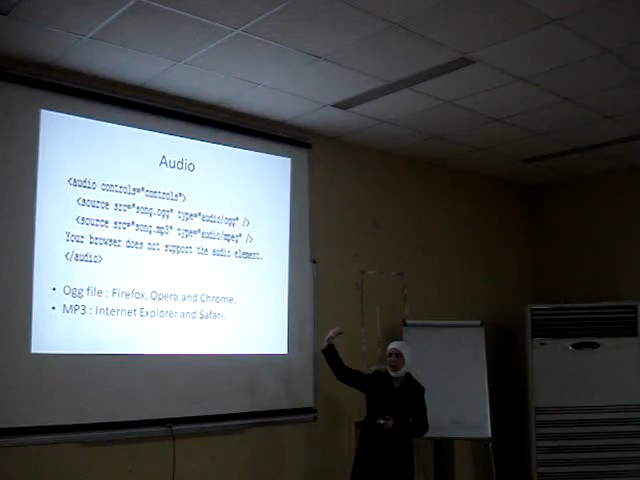 Audio
<audio controls="controls">
<source src="song.ogg" type="audio/ogg" />
<source src="song.mp3" type="audio/mpeg" />
Your browser does not support the audio element.
</audio>
• Ogg file : Firefox, Opera and Chrome.
• MP3 : Internet Explorer and Safari.